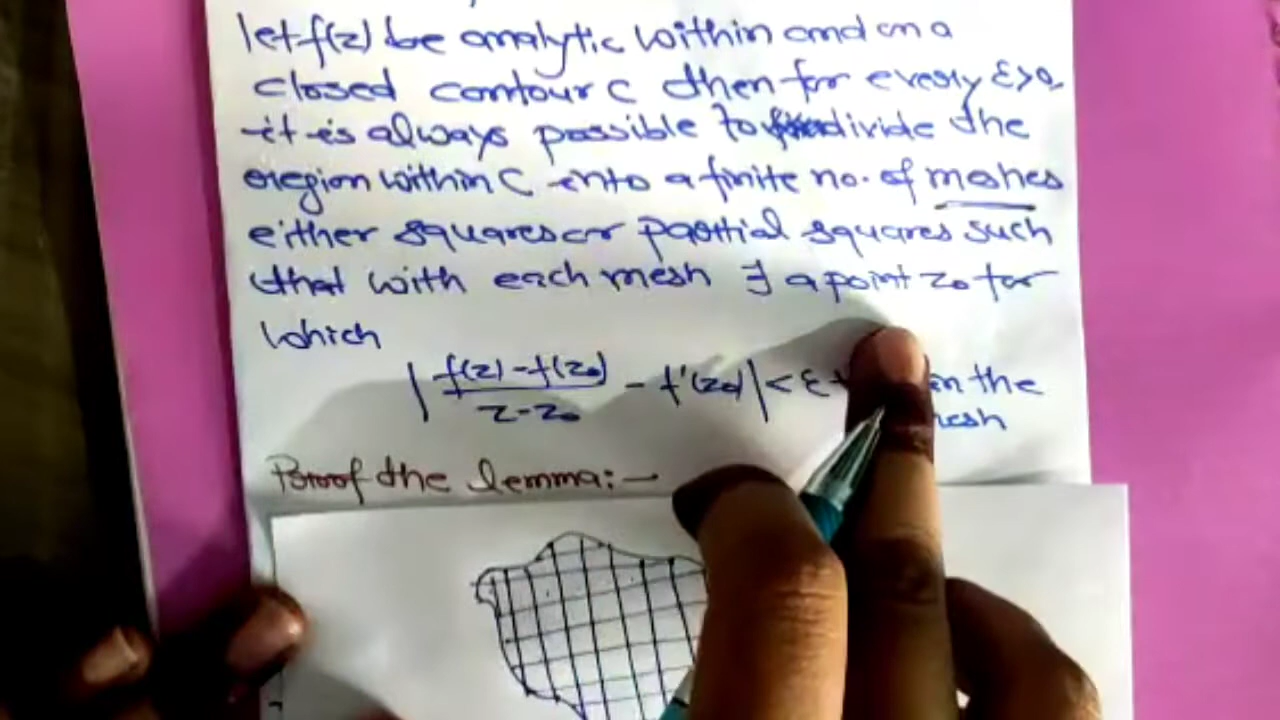 let f(z) be analytic within and on a
closed contour C then for every ε>0,
it is always possible to divide the
region within C into a finite no. of meshes
either squares or partial squares such
that with each mesh ∃ a point z₀ for
which
| f(z)-f(z₀) / z-z₀ - f'(z₀) | < ε in the
Proof the lemma:-